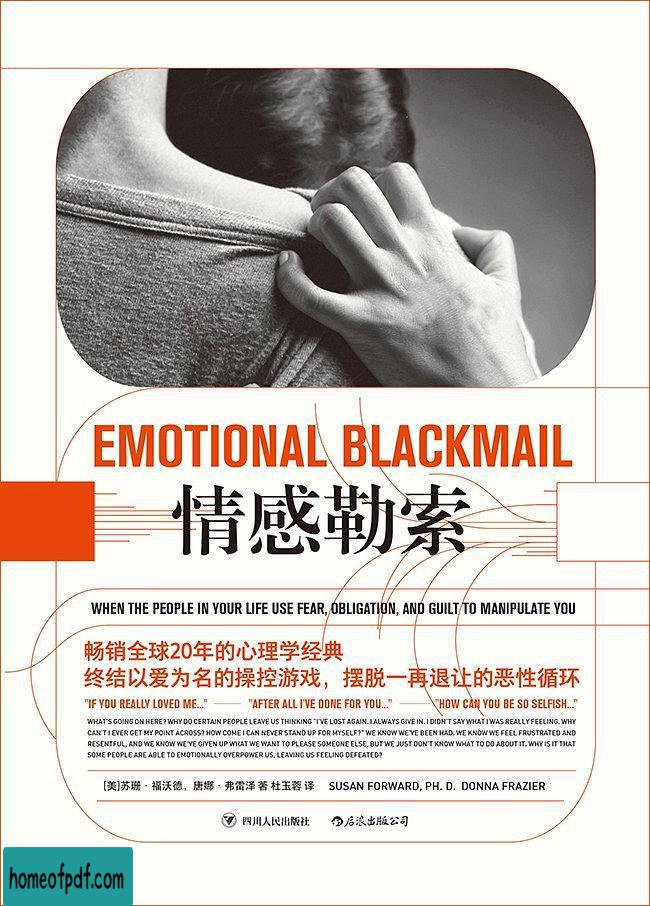 EMOTIONAL BLACKMAIL
情感勒索
WHEN THE PEOPLE IN YOUR LIFE USE FEAR, OBLIGATION, AND GUILT TO MANIPULATE YOU
畅销全球20年的心理学经典
终结以爱为名的操控游戏，摆脱一再退让的恶性循环
"IF YOU REALLY LOVED ME..." "AFTER ALL I'VE DONE FOR YOU..." "HOW CAN YOU BE SO SELFISH..."
WHAT'S GOING ON HERE? WHY DO CERTAIN PEOPLE LEAVE US THINKING "I'VE LOST AGAIN. I ALWAYS GIVE IN. I DIDN'T SAY WHAT I WAS REALLY FEELING. WHY
CAN'T I EVER GET MY POINT ACROSS? HOW COME I CAN NEVER STAND UP FOR MYSELF?" WE KNOW WE'VE BEEN HAD. WE KNOW WE FEEL FRUSTRATED AND
RESENTFUL, AND WE KNOW WE'VE GIVEN UP WHAT WE WANT TO PLEASE SOMEONE ELSE, BUT WE JUST DON'T KNOW WHAT TO DO ABOUT IT. WHY IS IT THAT
SOME PEOPLE ARE ABLE TO EMOTIONALLY OVERPOWER US, LEAVING US FEELING DEFEATED?
[美]苏珊·福沃德，唐娜·弗雷泽 著 杜玉蓉 译 SUSAN FORWARD, PH. D. DONNA FRAZIER
四川人民出版社 后浪出版公司
homeofpdf.com